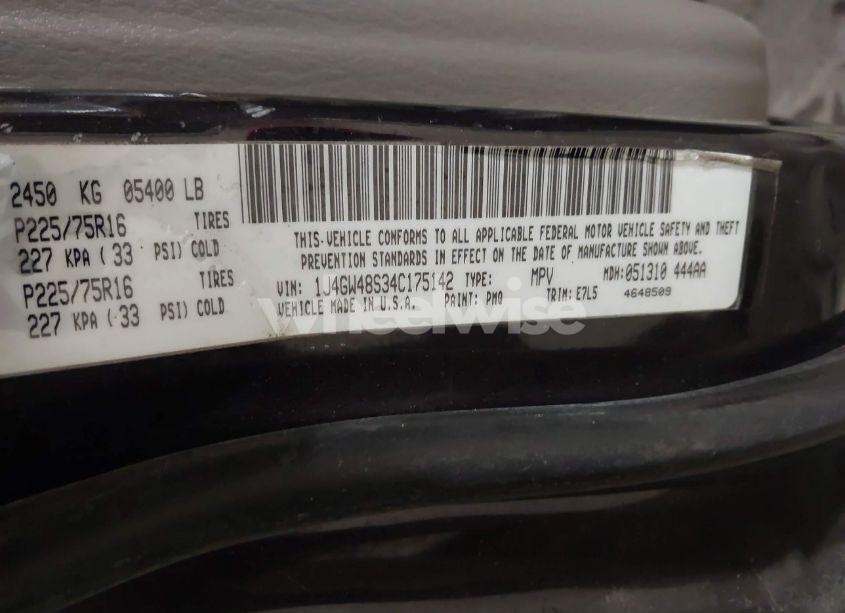 2450 KG 05400 LB
P225/75R16 TIRES
227 KPA ( 33 PSI) COLD
P225/75R16 TIRES
227 KPA ( 33 PSI) COLD
THIS-VEHICLE CONFORMS TO ALL APPLICABLE FEDERAL MOTOR VEHICLE SAFETY AND THEFT
PREVENTION STANDARDS IN EFFECT ON THE DATE OF MANUFACTURE SHOWN ABOVE.
VIN: 1J4GW48S34C175142 TYPE: MPV MDH:051310 444AA
VEHICLE MADE IN U.S.A. PAINT: PMQ TRIM: E7L5 4648509
wheelwise